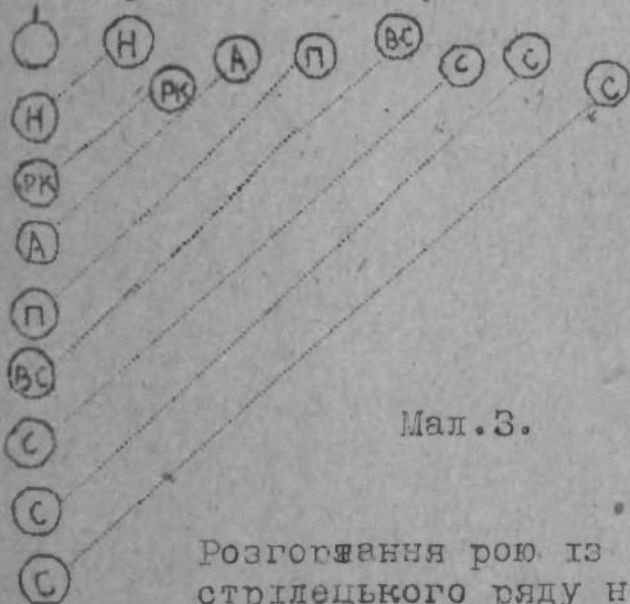 Н РК А П ВС С С С
Н
РК
А
П
ВС
С
С
С
Мал.3.
Розгортання рою із
стрілецького ряду н